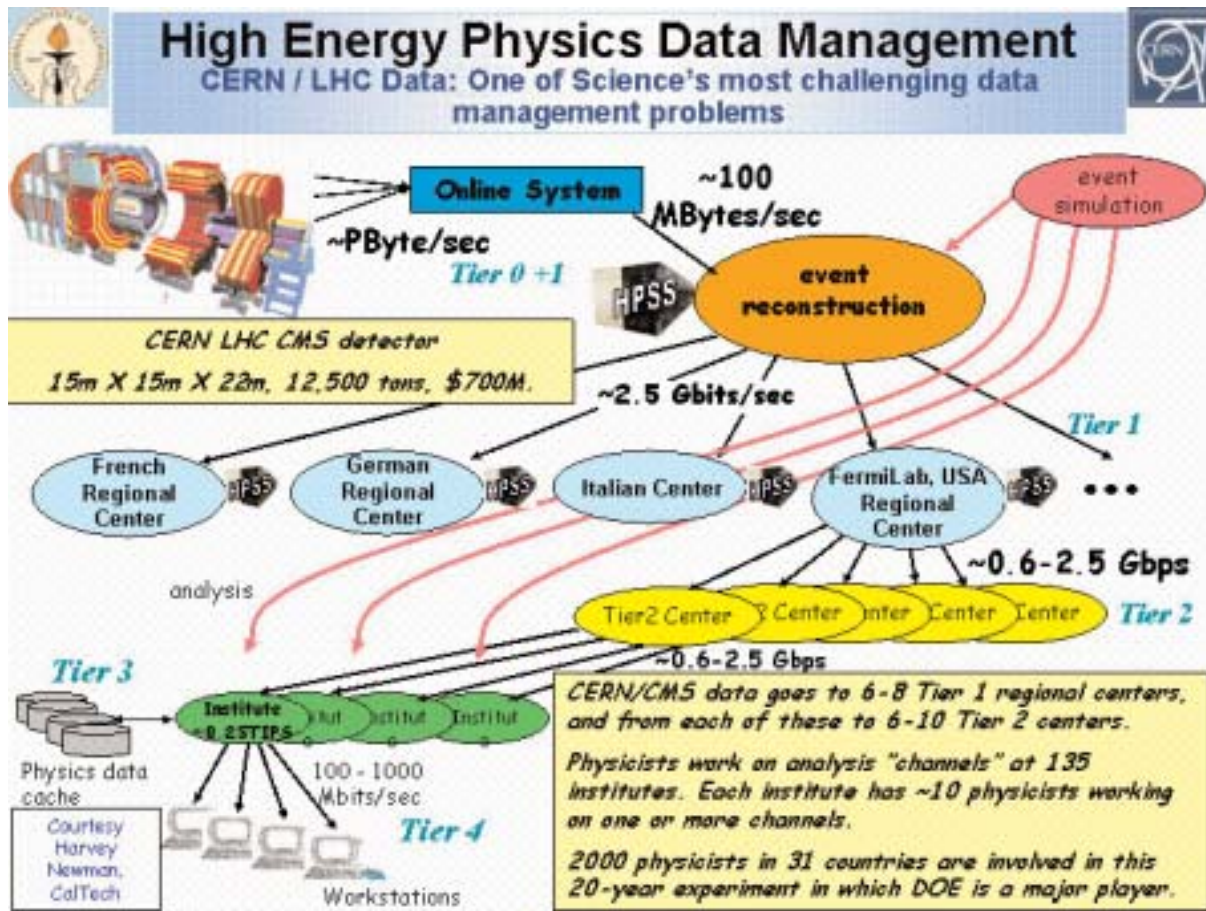 High Energy Physics Data Management
CERN / LHC Data: One of Science's most challenging data
management problems
CERN
Online System
~100
MBytes/sec
event
simulation
~PByte/sec
Tier 0 +1
HPSS
event
reconstruction
CERN LHC CMS detector
15m X 15m X 22m, 12,500 tons, $700M.
~2.5 Gbits/sec
Tier 1
French
Regional
Center
HPSS
German
Regional
Center
HPSS
Italian Center
HPSS
FermiLab, USA
Regional
Center
HPSS
• • •
analysis
~0.6-2.5 Gbps
Tier2 Center
2 Center
nter
Center
Center
Tier 2
~0.6-2.5 Gbps
Tier 3
Institute
Institut
Institut
Physics data
cache
100 - 1000
Mbits/sec
Tier 4
Workstations
Courtesy
Harvey
Newman,
CalTech
CERN/CMS data goes to 6-8 Tier 1 regional centers,
and from each of these to 6-10 Tier 2 centers.
Physicists work on analysis "channels" at 135
institutes. Each institute has ~10 physicists working
on one or more channels.
2000 physicists in 31 countries are involved in this
20-year experiment in which DOE is a major player.